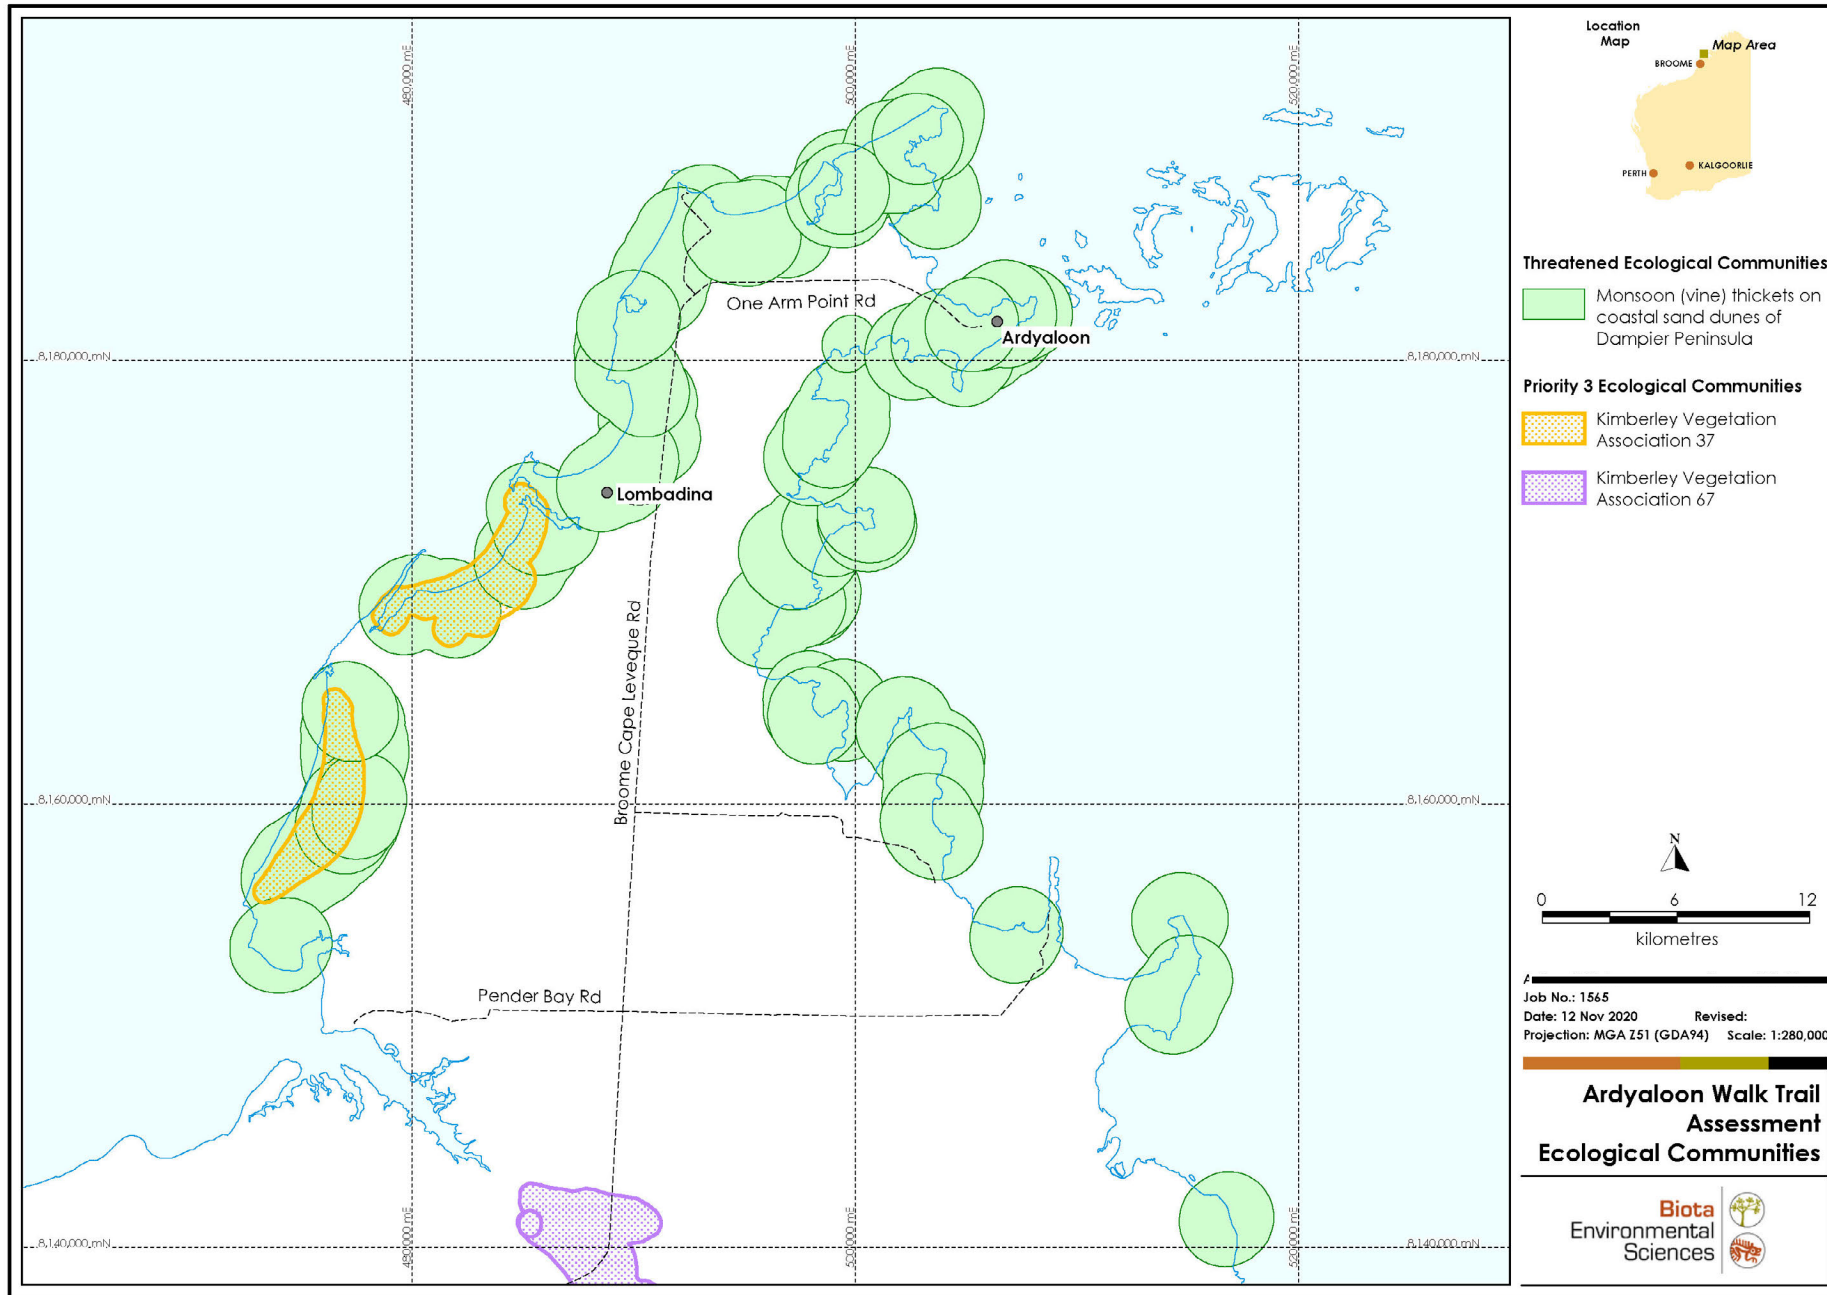 480,000 mE
500,000 mE
520,000 mE
One Arm Point Rd
Ardyaloon
8,180,000 mN
8,180,000 mN
Lombadina
Broome Cape Leveque Rd
8,160,000 mN
8,160,000 mN
Pender Bay Rd
8,140,000 mN
8,140,000 mN
480,000 mE
500,000 mE
520,000 mE
Location
Map
Map Area
BROOME
KALGOORLIE
PERTH
Threatened Ecological Communities
Monsoon (vine) thickets on
coastal sand dunes of
Dampier Peninsula
Priority 3 Ecological Communities
Kimberley Vegetation
Association 37
Kimberley Vegetation
Association 67
N
0 6 12
kilometres
Job No.: 1565
Date: 12 Nov 2020 Revised:
Projection: MGA Z51 (GDA94) Scale: 1:280,000
Ardyaloon Walk Trail
Assessment
Ecological Communities
Biota
Environmental
Sciences